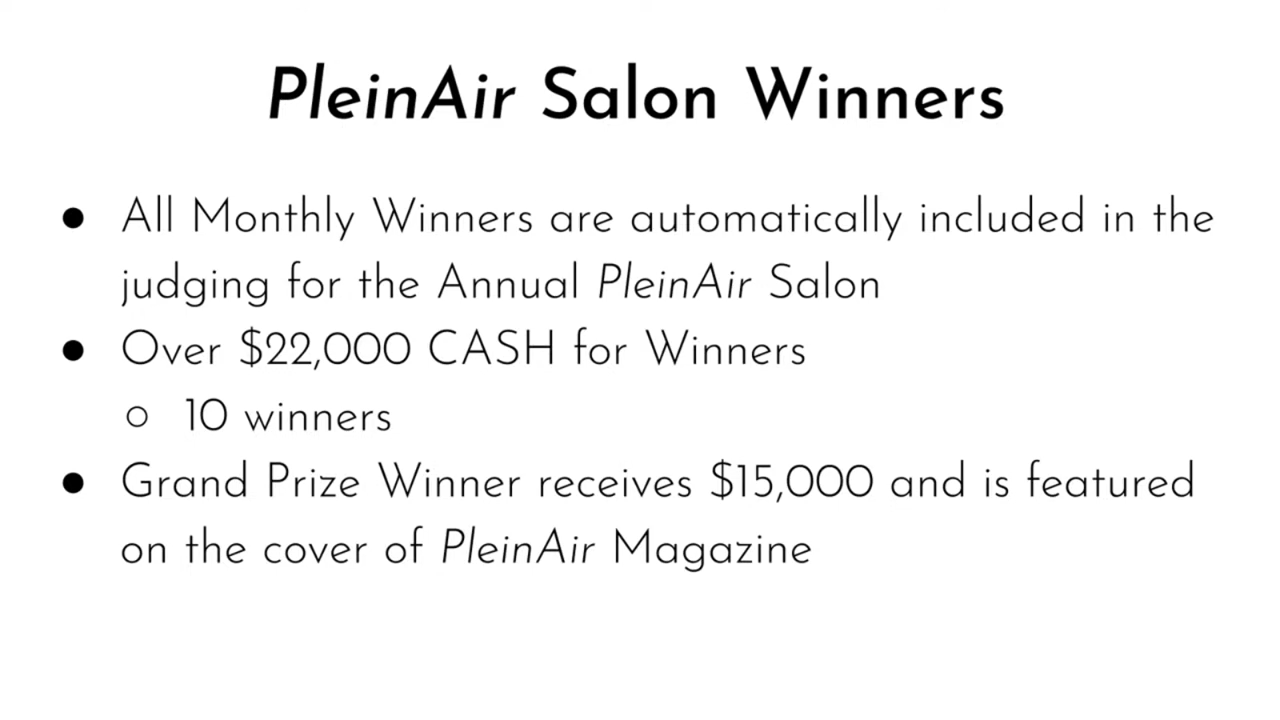 PleinAir Salon Winners
● All Monthly Winners are automatically included in the
judging for the Annual PleinAir Salon
● Over $22,000 CASH for Winners
○ 10 winners
● Grand Prize Winner receives $15,000 and is featured
on the cover of PleinAir Magazine